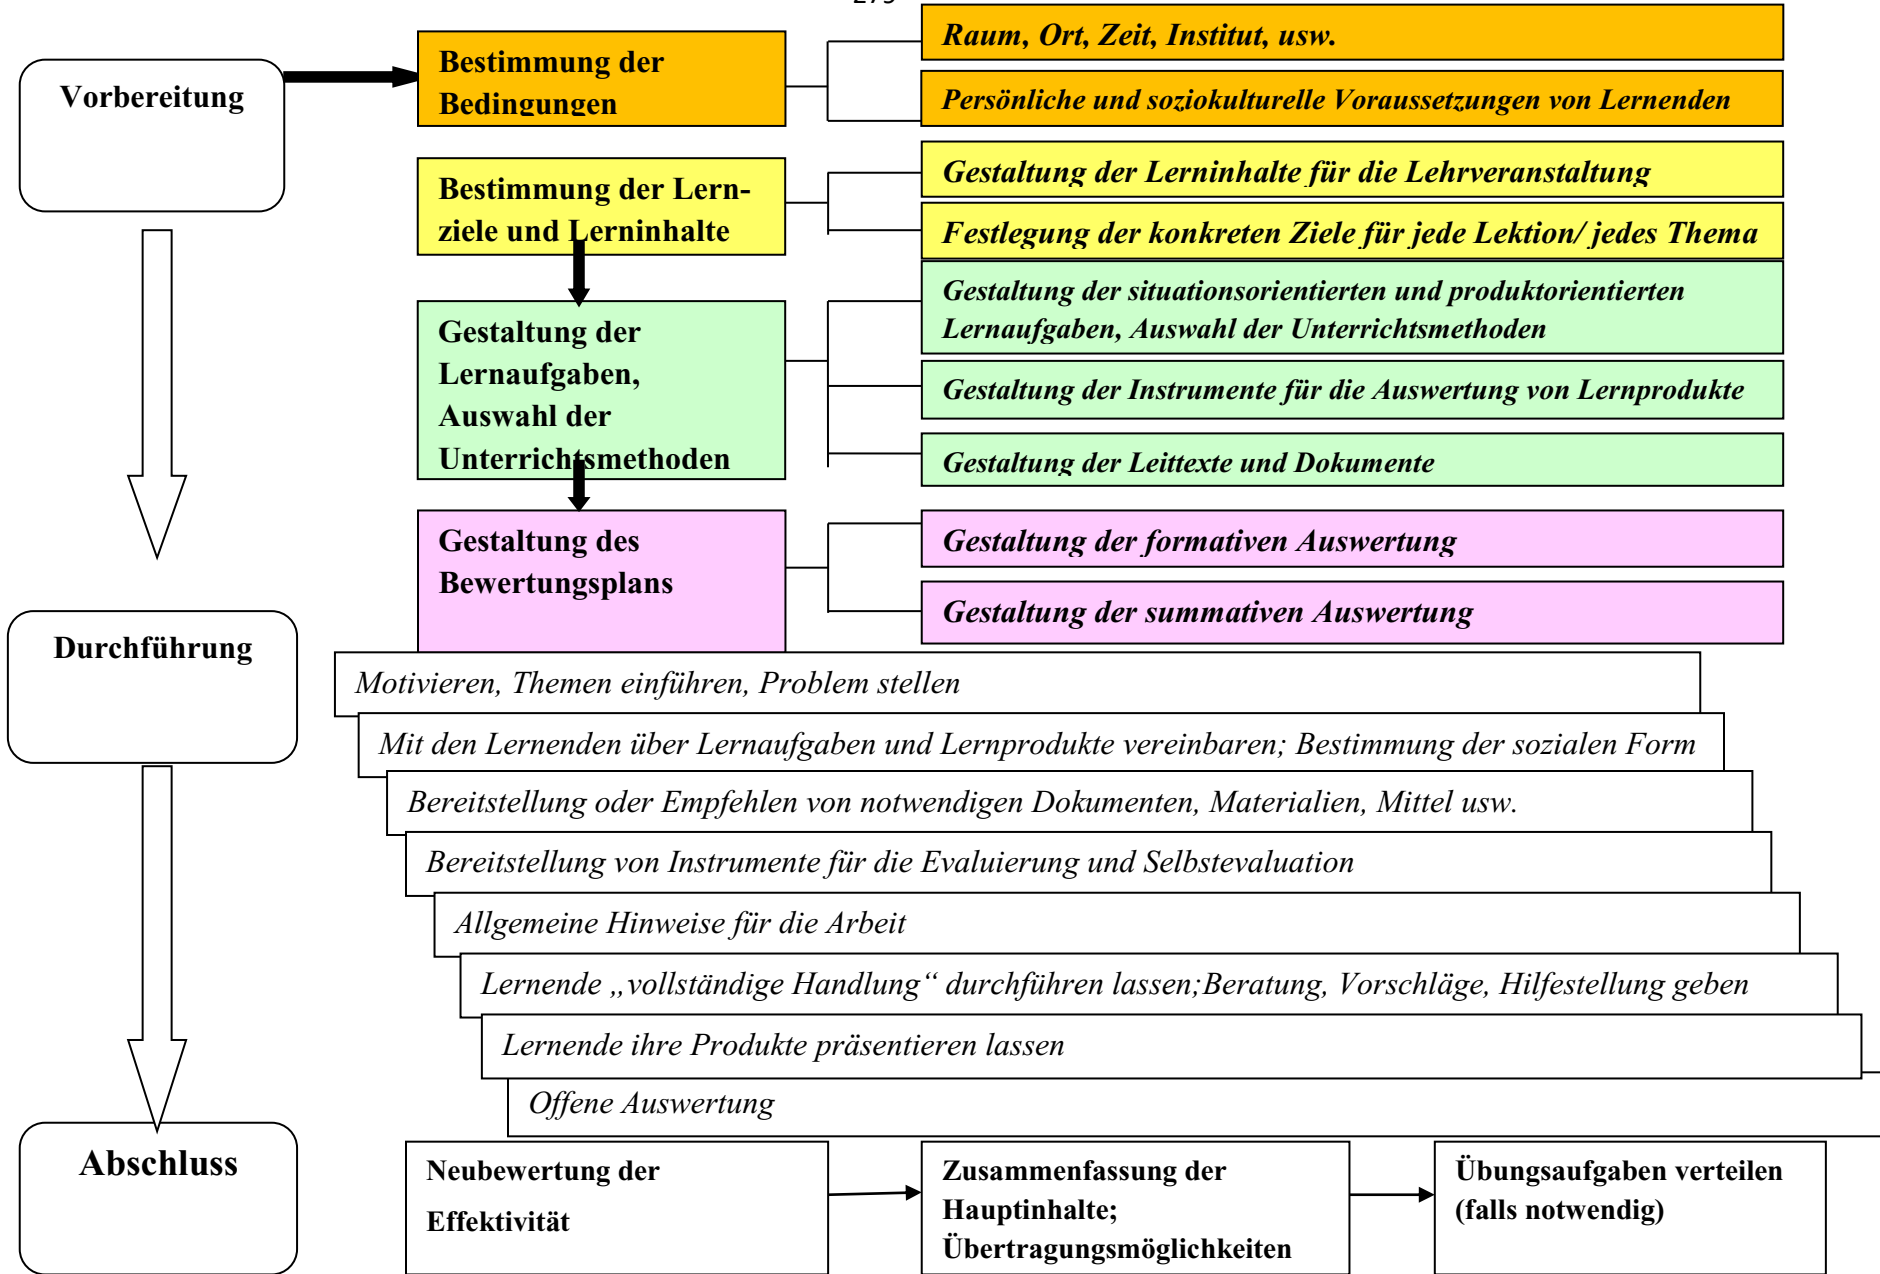 Vorbereitung
Bestimmung der
Bedingungen
Raum, Ort, Zeit, Institut, usw.
Persönliche und soziokulturelle Voraussetzungen von Lernenden
Bestimmung der Lern-
ziele und Lerninhalte
Gestaltung der Lerninhalte für die Lehrveranstaltung
Festlegung der konkreten Ziele für jede Lektion/ jedes Thema
Gestaltung der
Lernaufgaben,
Auswahl der
Unterrichtsmethoden
Gestaltung der situationsorientierten und produktorientierten
Lernaufgaben, Auswahl der Unterrichtsmethoden
Gestaltung der Instrumente für die Auswertung von Lernprodukte
Gestaltung der Leittexte und Dokumente
Gestaltung des
Bewertungsplans
Gestaltung der formativen Auswertung
Gestaltung der summativen Auswertung
Durchführung
Motivieren, Themen einführen, Problem stellen
Mit den Lernenden über Lernaufgaben und Lernprodukte vereinbaren; Bestimmung der sozialen Form
Bereitstellung oder Empfehlen von notwendigen Dokumenten, Materialien, Mittel usw.
Bereitstellung von Instrumente für die Evaluierung und Selbstevaluation
Allgemeine Hinweise für die Arbeit
Lernende „vollständige Handlung“ durchführen lassen;Beratung, Vorschläge, Hilfestellung geben
Lernende ihre Produkte präsentieren lassen
Offene Auswertung
Abschluss
Neubewertung der
Effektivität
Zusammenfassung der
Hauptinhalte;
Übertragungsmöglichkeiten
Übungsaufgaben verteilen
(falls notwendig)